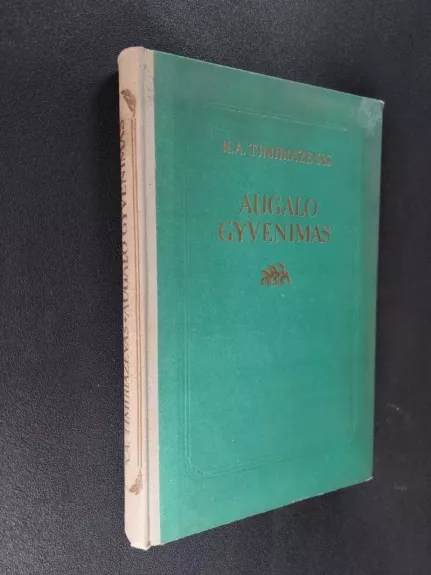 K. A. TIMIRIAZEVAS
AUGALO
GYVENIMAS
K. A. TIMIRIAZEVAS · AUGALO GYVENIMAS